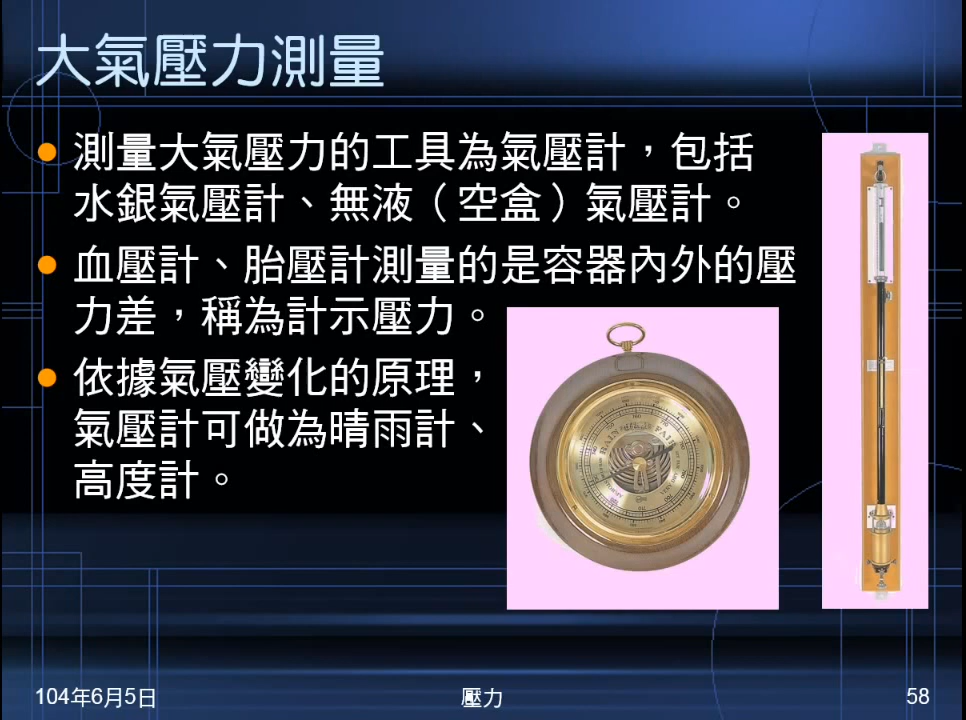 大氣壓力測量
測量大氣壓力的工具為氣壓計，包括
水銀氣壓計、無液（空盒）氣壓計。
血壓計、胎壓計測量的是容器內外的壓
力差，稱為計示壓力。
依據氣壓變化的原理，
氣壓計可做為晴雨計、
高度計。
RAIN
FAIR
104年6月5日
壓力
58